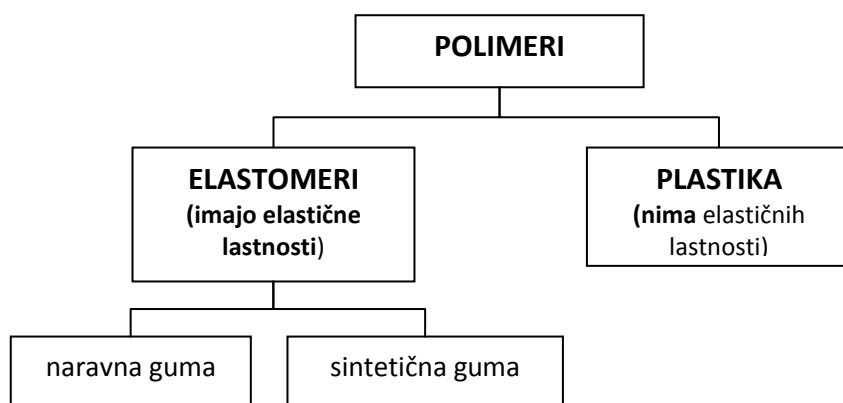 POLIMERI
ELASTOMERI
(imajo elastične
lastnosti)
PLASTIKA
(nima elastičnih
lastnosti)
naravna guma
sintetična guma